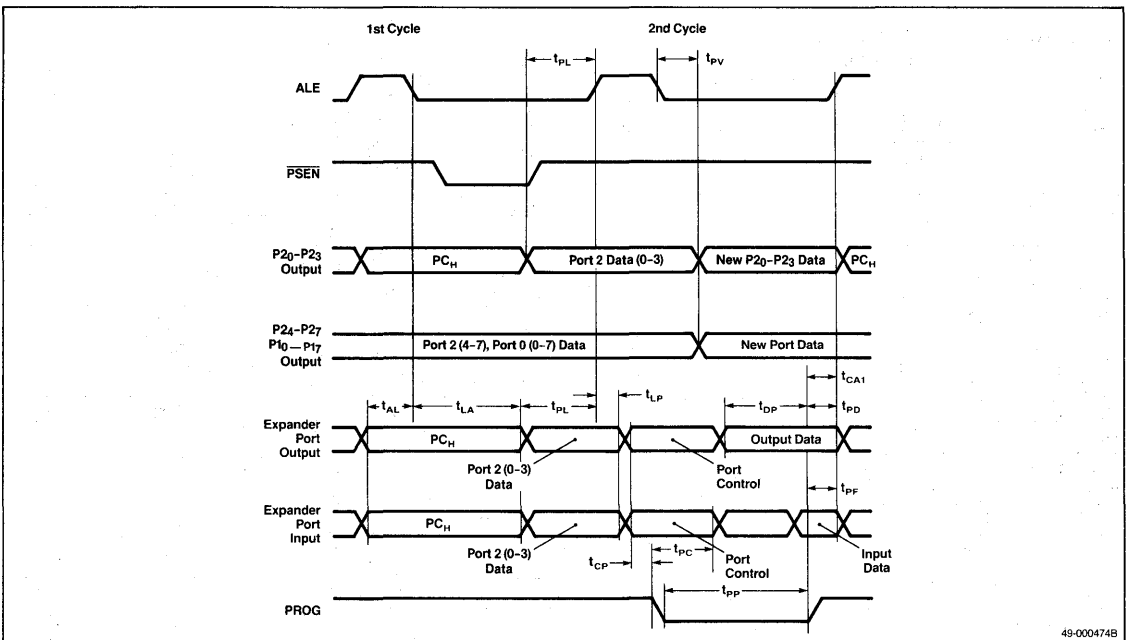 1st Cycle
2nd Cycle
tPL
tPV
ALE
PSEN
P20–P23
Output
PCH
Port 2 Data (0–3)
New P20–P23 Data
PCH
P24–P27
P10—P17
Output
Port 2 (4–7), Port 0 (0–7) Data
New Port Data
tCA1
tAL
tLA
tPL
tLP
tDP
tPD
Expander
Port
Output
PCH
Output Data
Port 2 (0–3)
Data
Port
Control
tPF
Expander
Port
Input
PCH
Port 2 (0–3)
Data
tCP
tPC
Port
Control
Input
Data
tPP
PROG
49-000474B